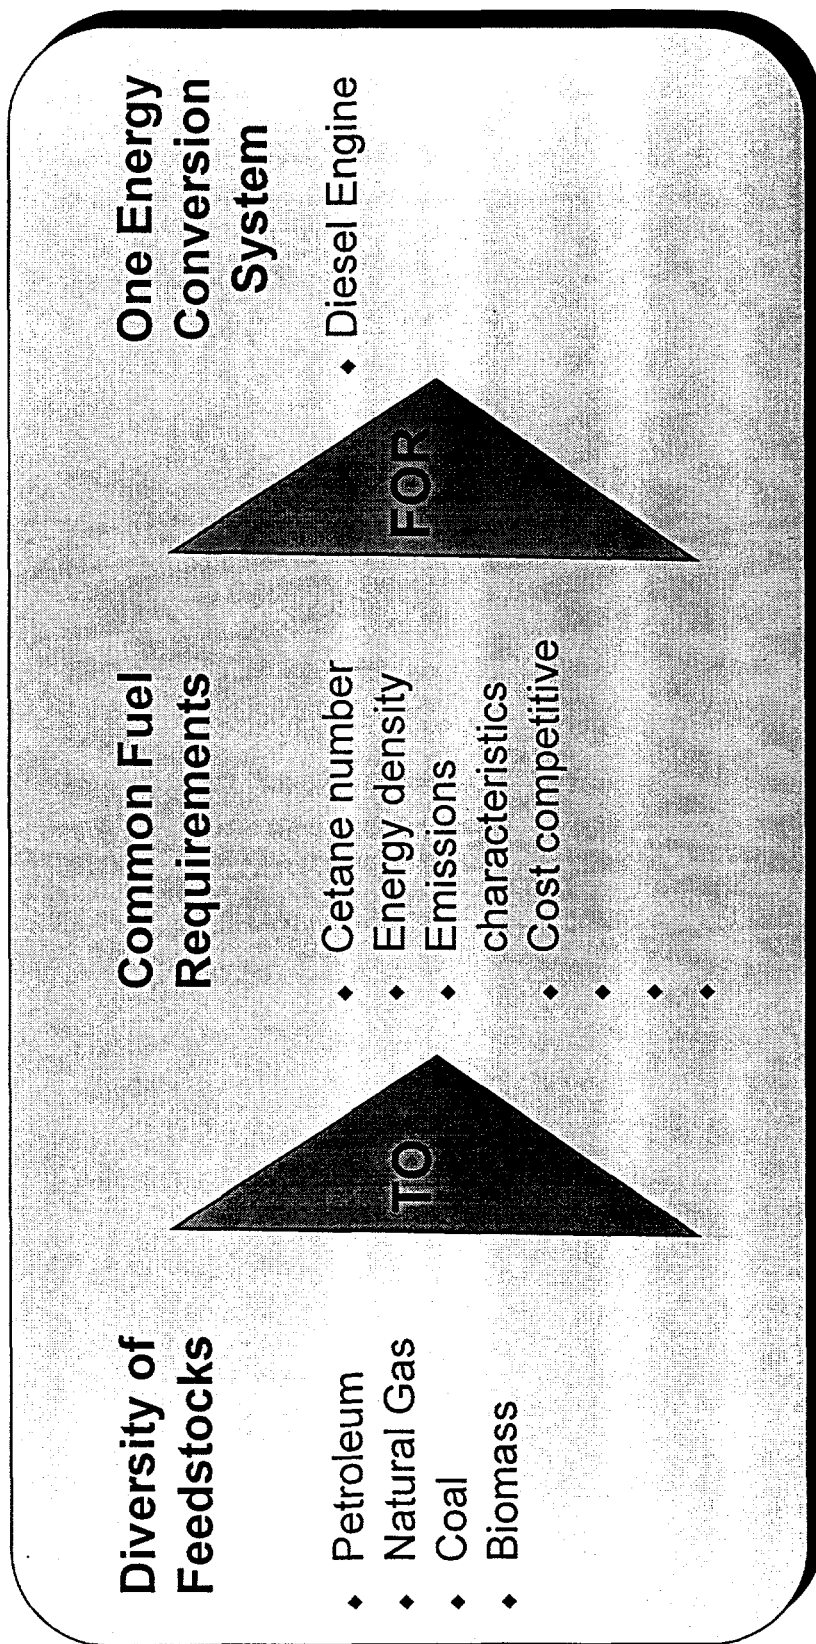 Diversity of
Feedstocks
♦ Petroleum
♦ Natural Gas
♦ Coal
♦ Biomass
TO
Common Fuel
Requirements
♦ Cetane number
♦ Energy density
♦ Emissions
characteristics
♦ Cost competitive
♦
♦
♦
FOR
One Energy
Conversion
System
♦ Diesel Engine